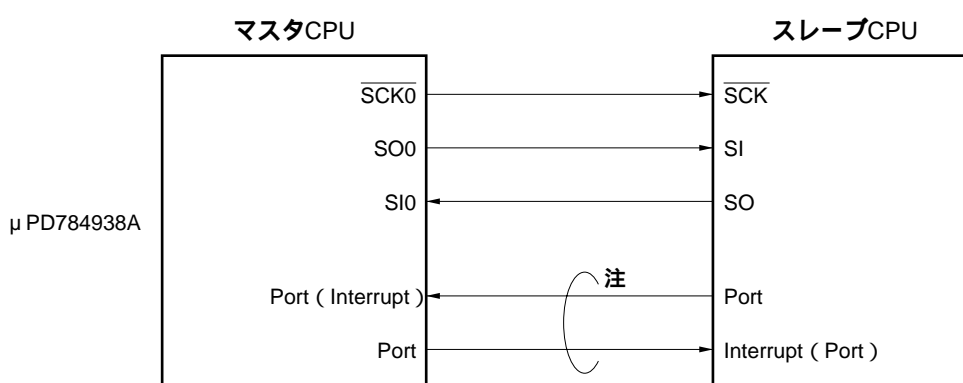 マスタCPU
スレーブCPU
SCK0
SCK
SO0
SI
SI0
SO
μPD784938A
注
Port（Interrupt）
Port
Port
Interrupt（Port）